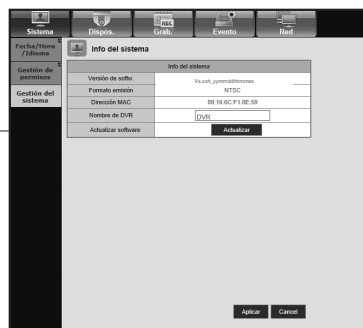 Sistema
Dispos.
Grab.
Evento
Red
REC
Fecha/Hora
/Idioma
Gestión de
permisos
Gestión del
sistema
Info del sistema
Info del sistema
Versión de softw.
Formato emisión NTSC
Dirección MAC 00:16:6C:F1:8E:59
Nombre de DVR DVR
Actualizar software Actualizar
Aplicar Cancel